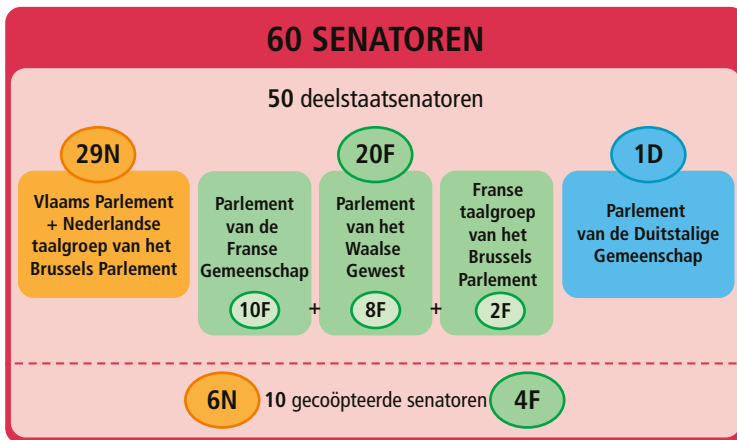 60 SENATOREN
50 deelstaatsenatoren
29N
Vlaams Parlement
+ Nederlandse
taalgroep van het
Brussels Parlement
20F
Parlement
van de
Franse
Gemeenschap
10F
+
Parlement
van het
Waalse
Gewest
8F
+
Franse
taalgroep
van het
Brussels
Parlement
2F
1D
Parlement
van de Duitstalige
Gemeenschap
6N 10 gecoöpteerde senatoren 4F